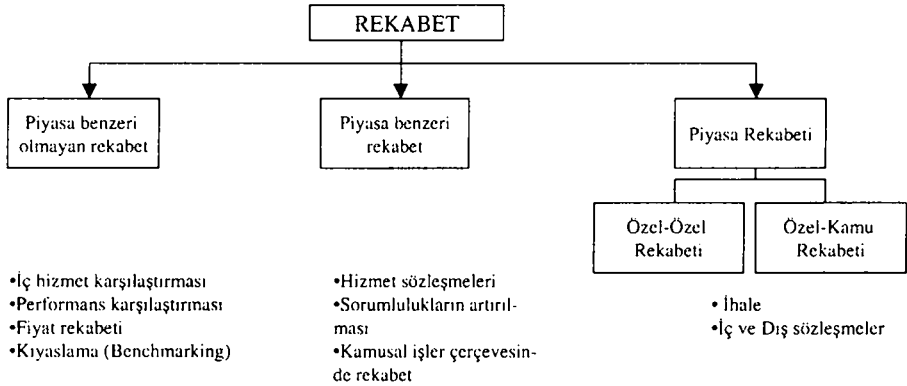 REKABET
Piyasa benzeri
olmayan rekabet
Piyasa benzeri
rekabet
Piyasa Rekabeti
Özel-Özel
Rekabeti
Özel-Kamu
Rekabeti
•İç hizmet karşılaştırması
•Performans karşılaştırması
•Fiyat rekabeti
•Kıyaslama (Benchmarking)
•Hizmet sözleşmeleri
•Sorumlulukların artırıl-
ması
•Kamusal işler çerçevesin-
de rekabet
• İhale
•İç ve Dış sözleşmeler